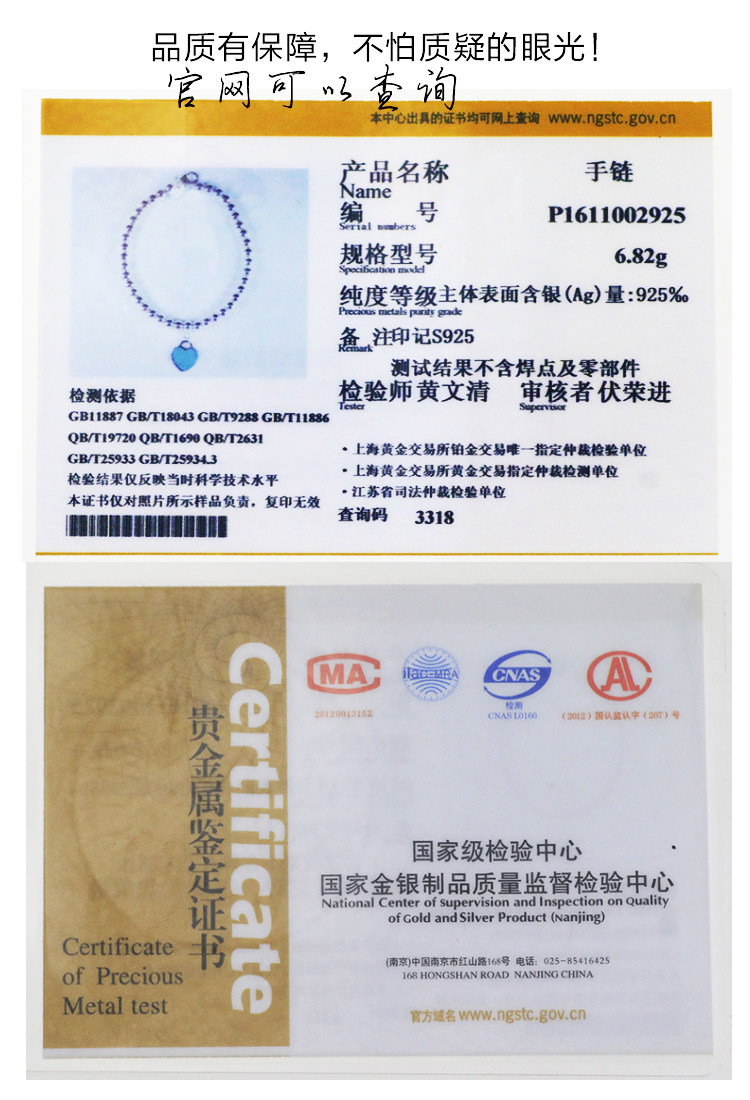 品质有保障，不怕质疑的眼光！
官网可以查询
本中心出具的证书均可网上查询 www.ngstc.gov.cn
产品名称 手链
Name
编 号 P1611002925
Serial numbers
规格型号 6.82g
Specification model
纯度等级 主体表面含银(Ag)量:925‰
Precious metals purity grade
备 注 印记S925
Remark
测试结果不含焊点及零部件
检验师 黄文清 审核者 伏荣进
Tester Supervisor
检测依据
GB11887 GB/T18043 GB/T9288 GB/T11886
QB/T19720 QB/T1690 QB/T2631
GB/T25933 GB/T25934.3
检验结果仅反映当时科学技术水平
本证书仅对照片所示样品负责，复印无效
·上海黄金交易所铂金交易唯一指定仲裁检验单位
·上海黄金交易所黄金交易指定仲裁检测单位
·江苏省司法仲裁检验单位
查询码 3318
Certificate
贵金属鉴定证书
Certificate
of Precious
Metal test
MA
ilac-MRA
CNAS
AL
2012001315Z
检测
CNAS L0160
(2012)国认监认字(207)号
国家级检验中心
国家金银制品质量监督检验中心
National Center of Supervision and Inspection on Quality
of Gold and Silver Product (Nanjing)
(南京)中国南京市红山路168号 电话：025-85416425
168 HONGSHAN ROAD NANJING CHINA
官方域名 www.ngstc.gov.cn